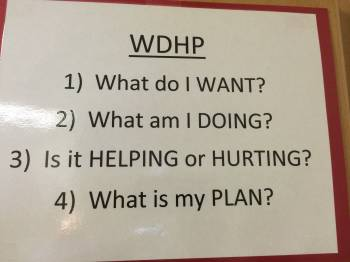 WDHP
1) What do I WANT?
2) What am I DOING?
3) Is it HELPING or HURTING?
4) What is my PLAN?